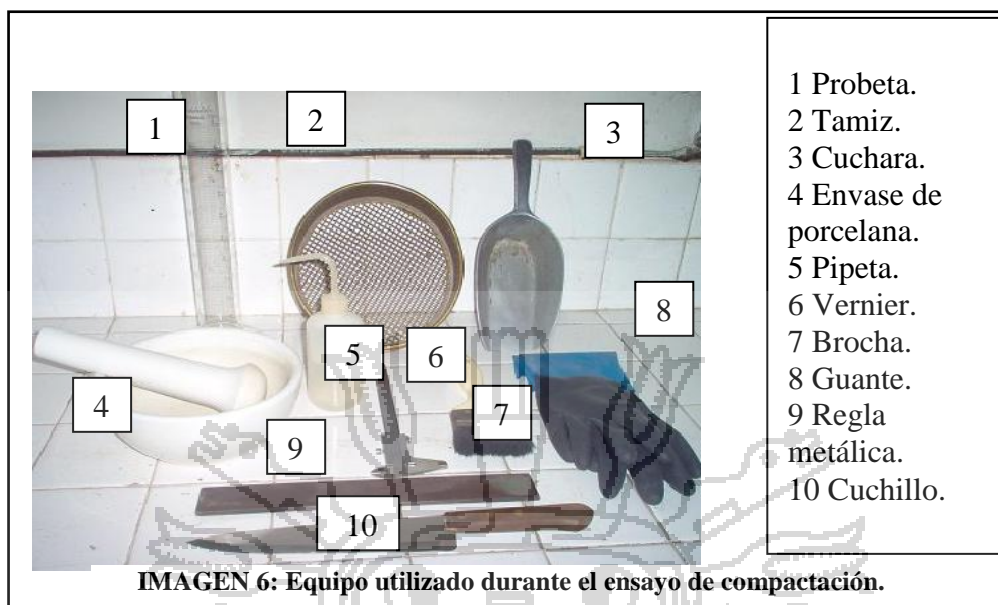 1
2
3
4
5
6
7
8
9
10
1 Probeta.
2 Tamiz.
3 Cuchara.
4 Envase de
porcelana.
5 Pipeta.
6 Vernier.
7 Brocha.
8 Guante.
9 Regla
metálica.
10 Cuchillo.
IMAGEN 6: Equipo utilizado durante el ensayo de compactación.